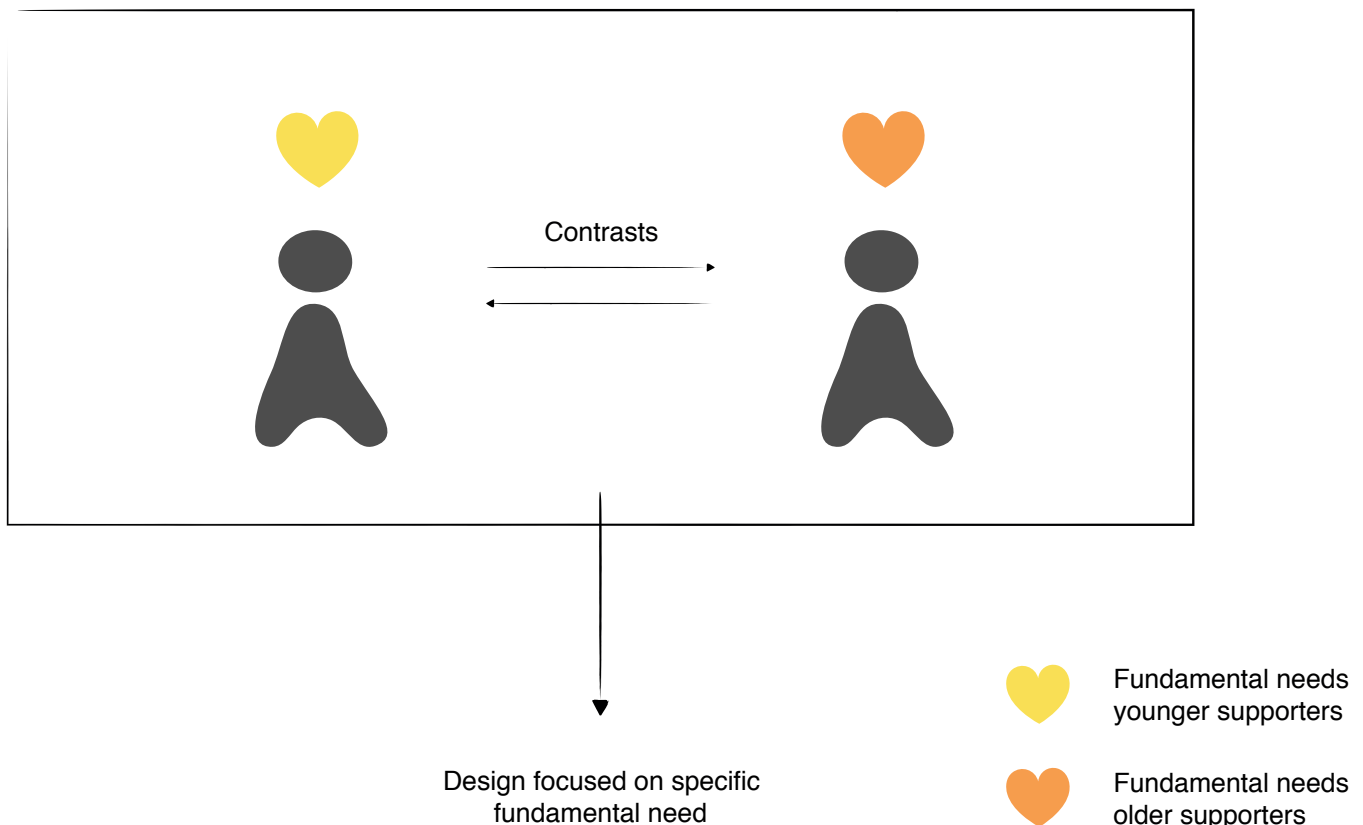 Contrasts
Design focused on specific
fundamental need
Fundamental needs
younger supporters
Fundamental needs
older supporters